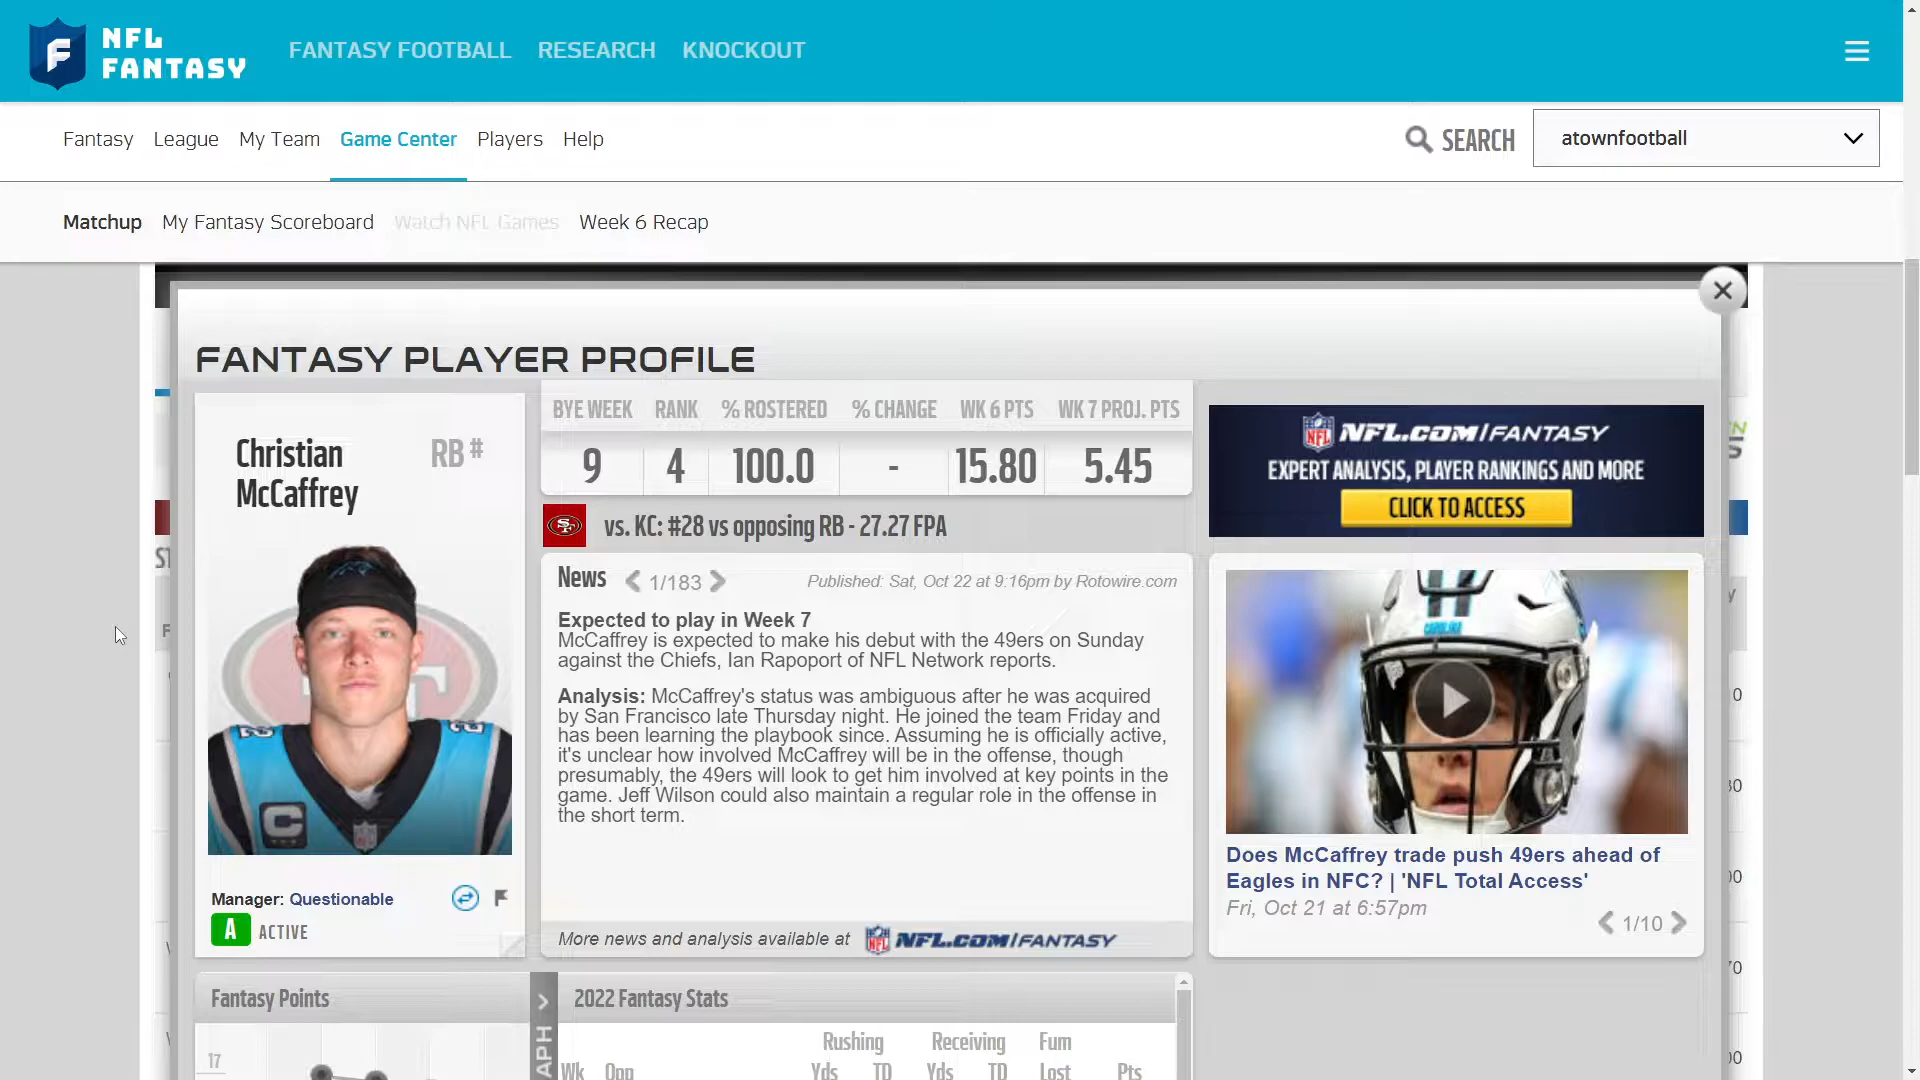 NFL
FANTASY
FANTASY FOOTBALL RESEARCH KNOCKOUT
Fantasy League My Team Game Center Players Help
SEARCH
atownfootball
Matchup My Fantasy Scoreboard Watch NFL Games Week 6 Recap
FANTASY PLAYER PROFILE
Christian
McCaffrey
RB #
C
Manager: Questionable
A ACTIVE
BYE WEEK RANK % ROSTERED % CHANGE WK 6 PTS WK 7 PROJ. PTS
9 4 100.0 - 15.80 5.45
vs. KC: #28 vs opposing RB - 27.27 FPA
News 1/183 Published: Sat, Oct 22 at 9:16pm by Rotowire.com
Expected to play in Week 7
McCaffrey is expected to make his debut with the 49ers on Sunday
against the Chiefs, Ian Rapoport of NFL Network reports.
Analysis: McCaffrey's status was ambiguous after he was acquired
by San Francisco late Thursday night. He joined the team Friday and
has been learning the playbook since. Assuming he is officially active,
it's unclear how involved McCaffrey will be in the offense, though
presumably, the 49ers will look to get him involved at key points in the
game. Jeff Wilson could also maintain a regular role in the offense in
the short term.
More news and analysis available at NFL NFL.COM/FANTASY
NFL NFL.COM/FANTASY
EXPERT ANALYSIS, PLAYER RANKINGS AND MORE
CLICK TO ACCESS
CAROLINA
Does McCaffrey trade push 49ers ahead of
Eagles in NFC? | 'NFL Total Access'
Fri, Oct 21 at 6:57pm
1/10
Fantasy Points
17
2022 Fantasy Stats
Rushing Receiving Fum
Wk Opp Yds TD Yds TD Lost Pts